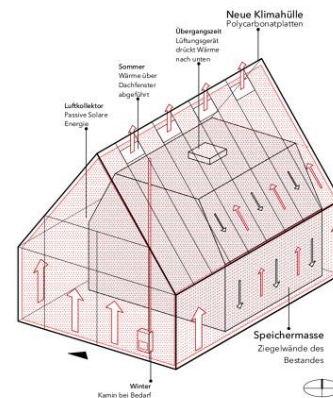 Neue Klimahülle
Polycarbonatplatten
Übergangszeit
Lüftungsgerät
drückt Wärme
nach unten
Sommer
Wärme über
Dachfenster
abgeführt
Luftkollektor
Passive Solare
Energie
Speichermasse
Ziegelwände des
Bestandes
Winter
Kamin bei Bedarf